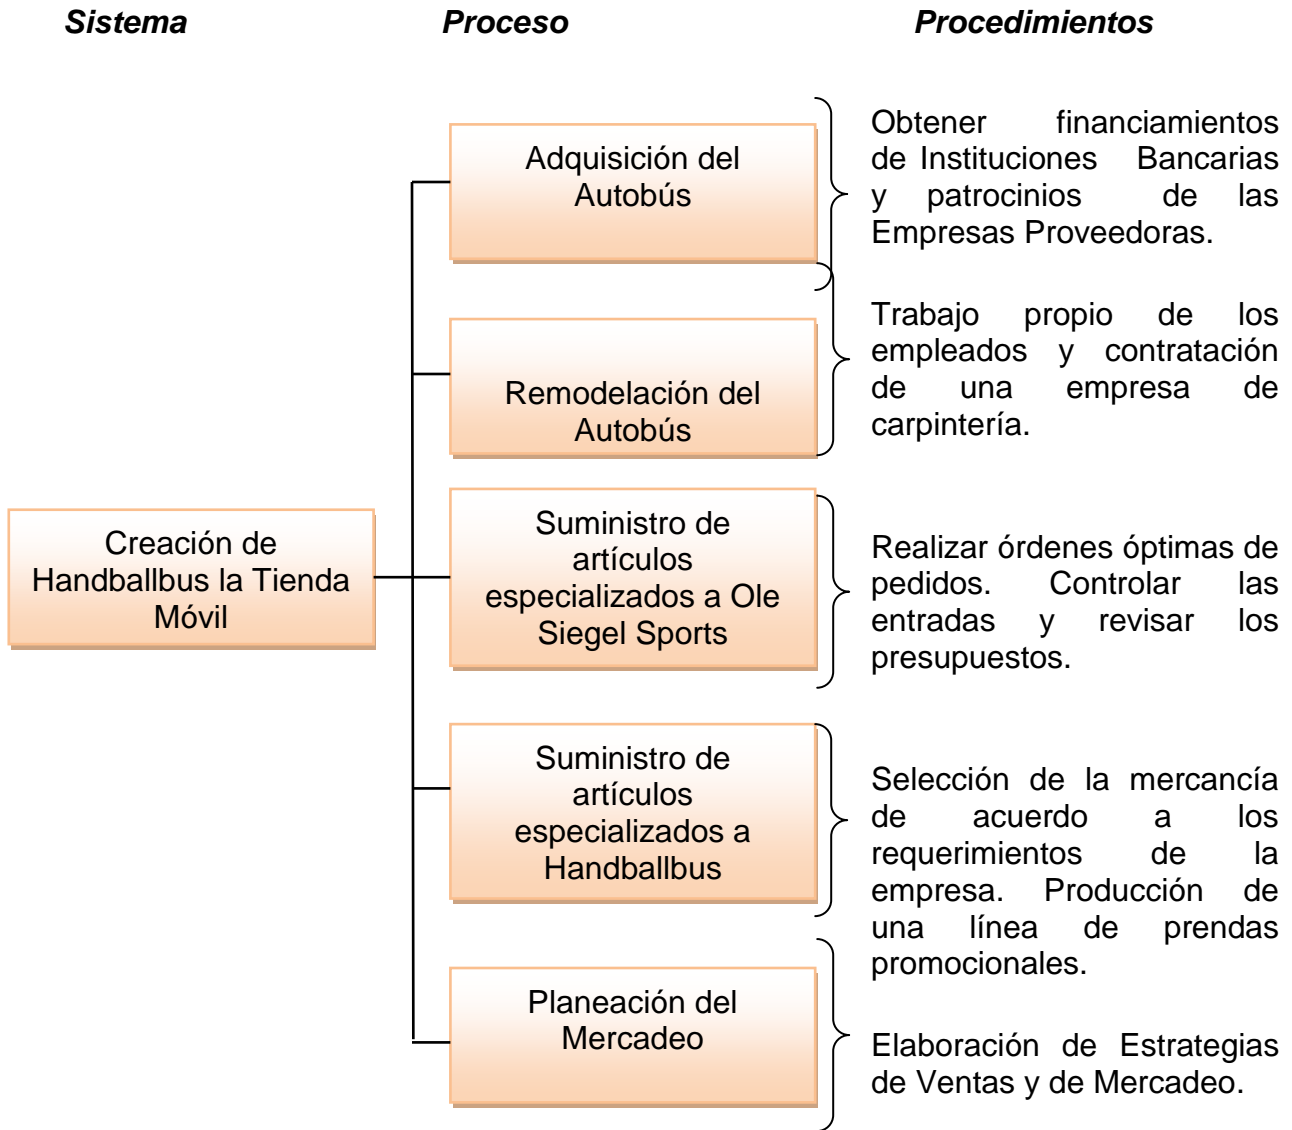 Sistema Proceso Procedimientos
Adquisición del
Autobús
Obtener financiamientos
de Instituciones Bancarias
y patrocinios de las
Empresas Proveedoras.
Remodelación del
Autobús
Trabajo propio de los
empleados y contratación
de una empresa de
carpintería.
Creación de
Handballbus la Tienda
Móvil
Suministro de
artículos
especializados a Ole
Siegel Sports
Realizar órdenes óptimas de
pedidos. Controlar las
entradas y revisar los
presupuestos.
Suministro de
artículos
especializados a
Handballbus
Selección de la mercancía
de acuerdo a los
requerimientos de la
empresa. Producción de
una línea de prendas
promocionales.
Planeación del
Mercadeo
Elaboración de Estrategias
de Ventas y de Mercadeo.